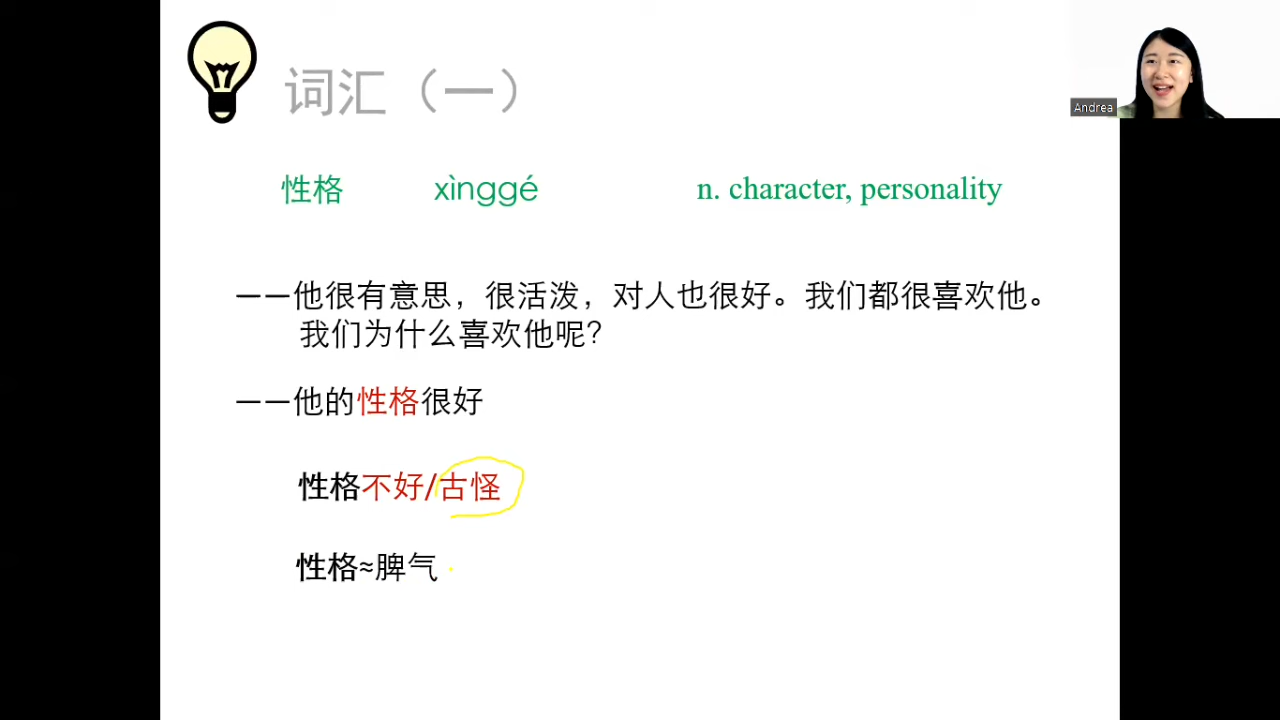 词汇（一）
Andrea
性格 xìnggé n. character, personality
——他很有意思，很活泼，对人也很好。我们都很喜欢他。
我们为什么喜欢他呢？
——他的性格很好
性格不好/古怪
性格≈脾气